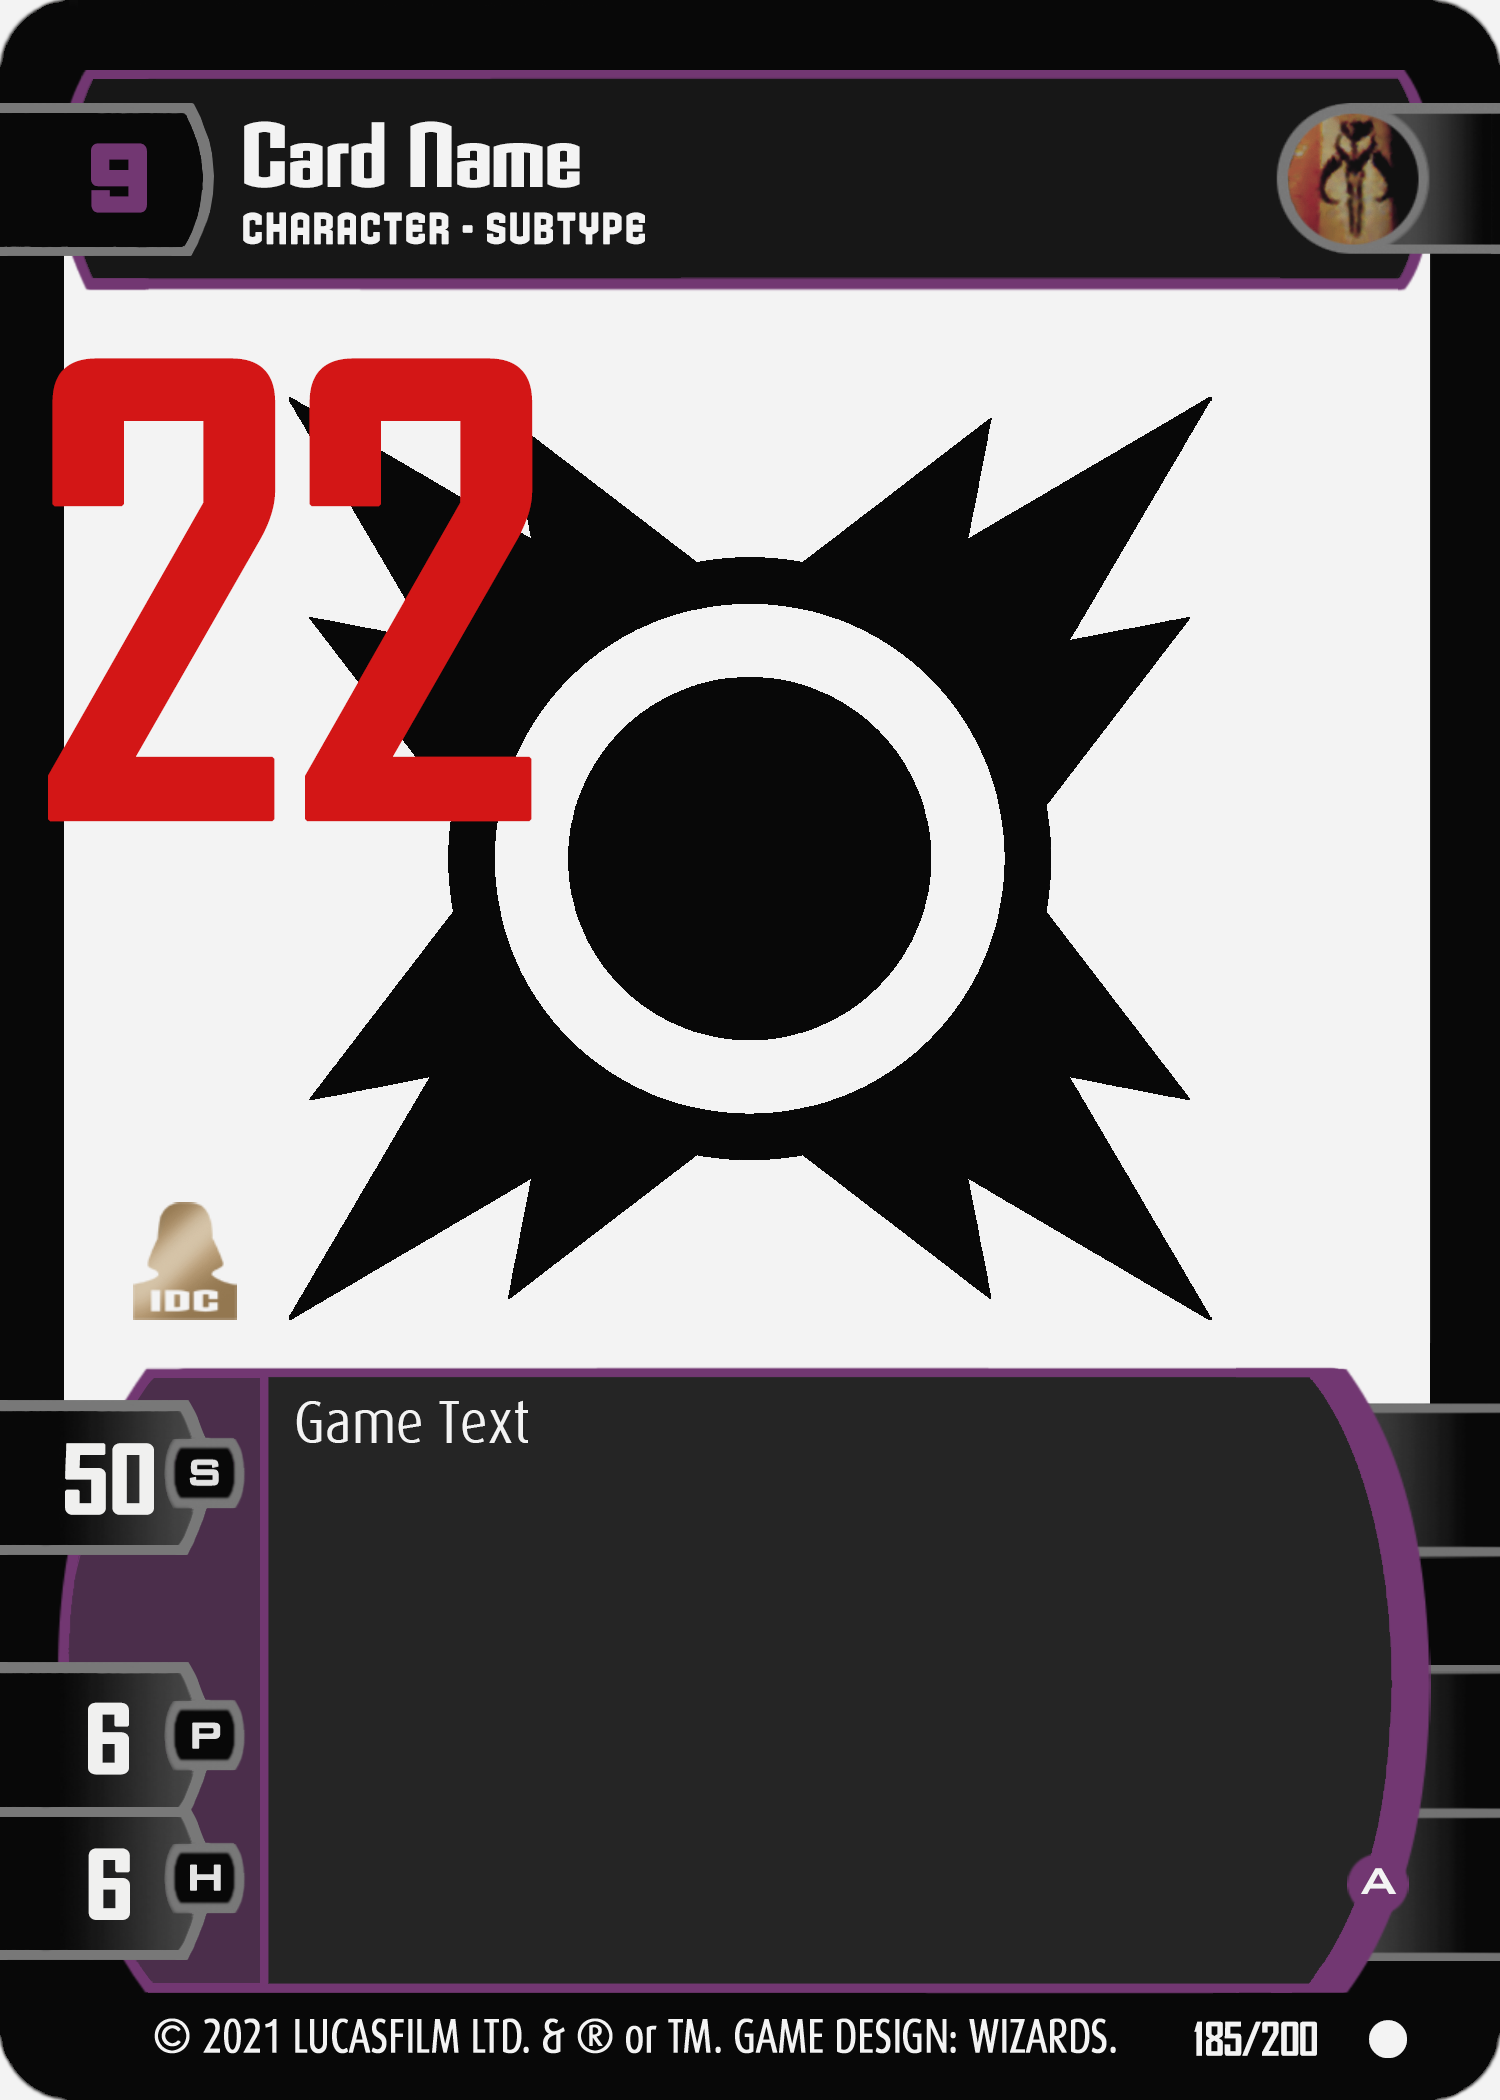 9
Card Name
CHARACTER - SUBTYPE
22
IDC
50 S
Game Text
6 P
6 H
A
© 2021 LUCASFILM LTD. & ® or TM. GAME DESIGN: WIZARDS.
185/200